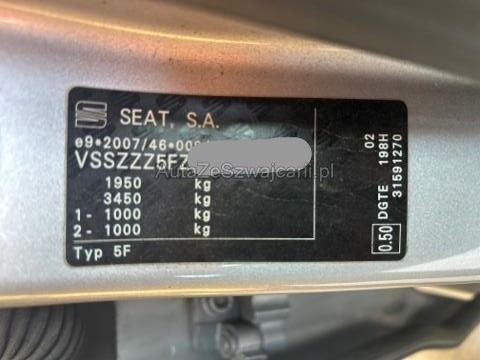 SEAT, S.A.
e9*2007/46*00
VSSZZZ5FZ
AutaZeSzwajcarii.pl
1950 kg
3450 kg
1- 1000 kg
2- 1000 kg
Typ 5F
0.50 DGTE 198H 02
31591270